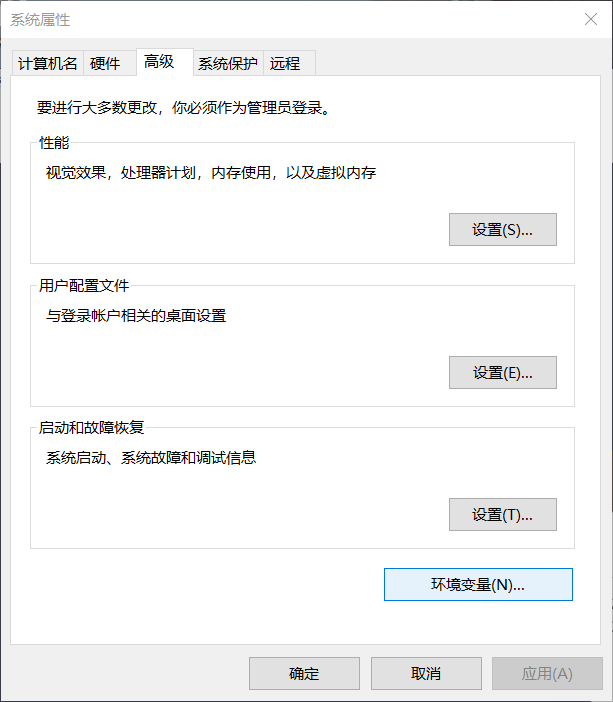 系统属性
计算机名 硬件 高级 系统保护 远程
要进行大多数更改，你必须作为管理员登录。
性能
视觉效果，处理器计划，内存使用，以及虚拟内存
设置(S)...
用户配置文件
与登录帐户相关的桌面设置
设置(E)...
启动和故障恢复
系统启动、系统故障和调试信息
设置(T)...
环境变量(N)...
确定 取消 应用(A)